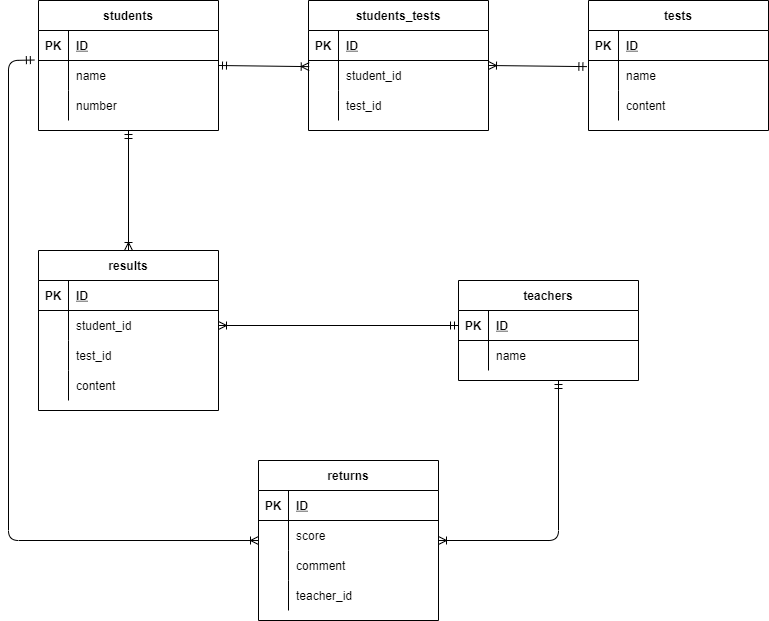 students
PK ID
name
number
students_tests
PK ID
student_id
test_id
tests
PK ID
name
content
results
PK ID
student_id
test_id
content
teachers
PK ID
name
returns
PK ID
score
comment
teacher_id